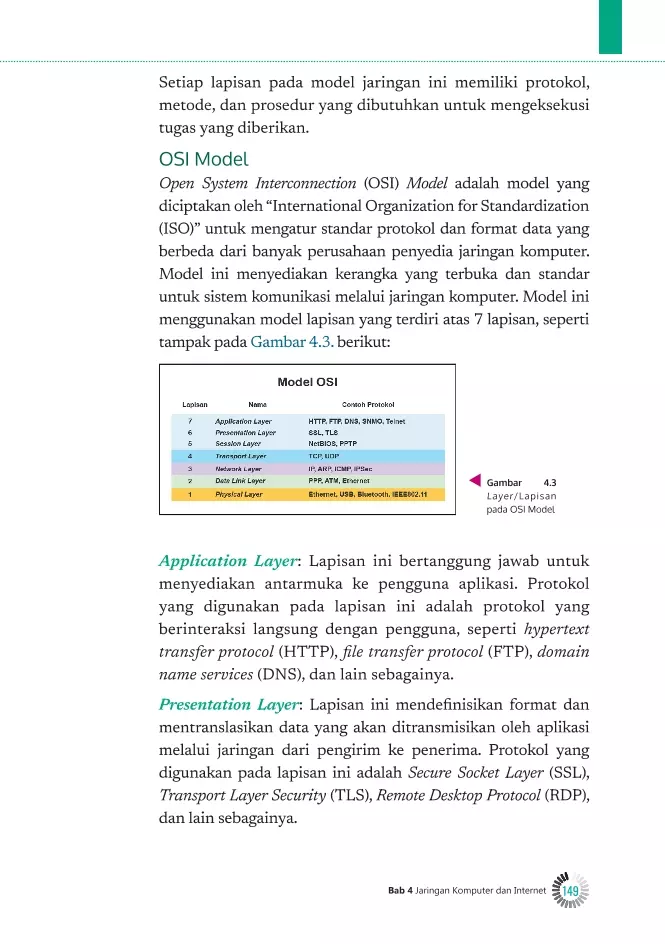 Setiap lapisan pada model jaringan ini memiliki protokol,
metode, dan prosedur yang dibutuhkan untuk mengeksekusi
tugas yang diberikan.
OSI Model
Open System Interconnection (OSI) Model adalah model yang
diciptakan oleh “International Organization for Standardization
(ISO)” untuk mengatur standar protokol dan format data yang
berbeda dari banyak perusahaan penyedia jaringan komputer.
Model ini menyediakan kerangka yang terbuka dan standar
untuk sistem komunikasi melalui jaringan komputer. Model ini
menggunakan model lapisan yang terdiri atas 7 lapisan, seperti
tampak pada Gambar 4.3. berikut:
Model OSI
Lapisan Nama Contoh Protokol
7 Application Layer HTTP, FTP, DNS, SNMO, Telnet
6 Presentation Layer SSL, TLS
5 Session Layer NetBIOS, PPTP
4 Transport Layer TCP, UDP
3 Network Layer IP, ARP, ICMP, IPSec
2 Data Link Layer PPP, ATM, Ethernet
1 Physical Layer Ethernet, USB, Bluetooth, IEEE802.11
Gambar 4.3
Layer/Lapisan
pada OSI Model
Application Layer: Lapisan ini bertanggung jawab untuk
menyediakan antarmuka ke pengguna aplikasi. Protokol
yang digunakan pada lapisan ini adalah protokol yang
berinteraksi langsung dengan pengguna, seperti hypertext
transfer protocol (HTTP), file transfer protocol (FTP), domain
name services (DNS), dan lain sebagainya.
Presentation Layer: Lapisan ini mendefinisikan format dan
mentranslasikan data yang akan ditransmisikan oleh aplikasi
melalui jaringan dari pengirim ke penerima. Protokol yang
digunakan pada lapisan ini adalah Secure Socket Layer (SSL),
Transport Layer Security (TLS), Remote Desktop Protocol (RDP),
dan lain sebagainya.
Bab 4 Jaringan Komputer dan Internet 149